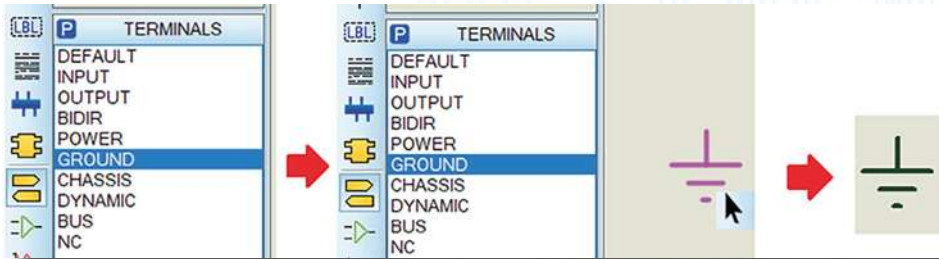 LBL P TERMINALS
DEFAULT
INPUT
OUTPUT
BIDIR
POWER
GROUND
CHASSIS
DYNAMIC
BUS
NC
LBL P TERMINALS
DEFAULT
INPUT
OUTPUT
BIDIR
POWER
GROUND
CHASSIS
DYNAMIC
BUS
NC